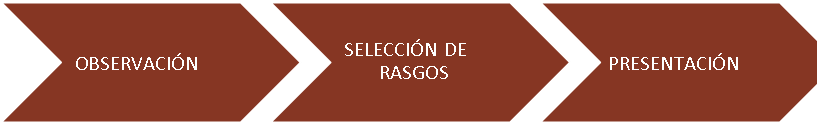 OBSERVACIÓN
SELECCIÓN DE
RASGOS
PRESENTACIÓN